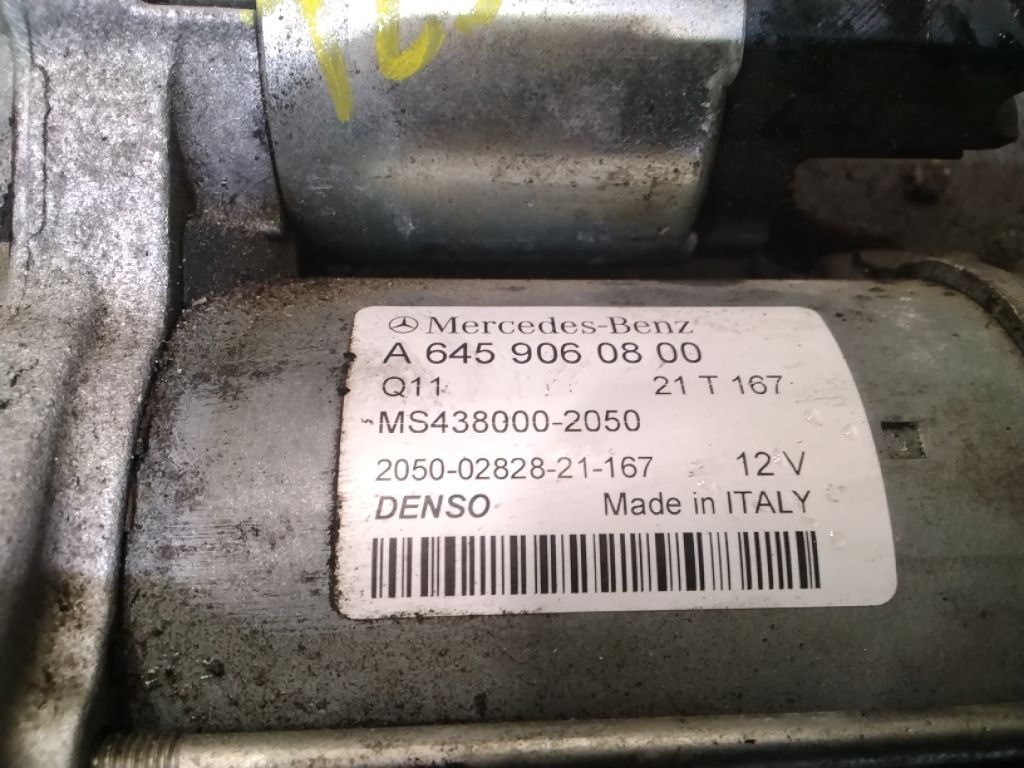 Mercedes-Benz
A 645 906 08 00
Q11 21 T 167
MS438000-2050
2050-02828-21-167 12 V
DENSO Made in ITALY